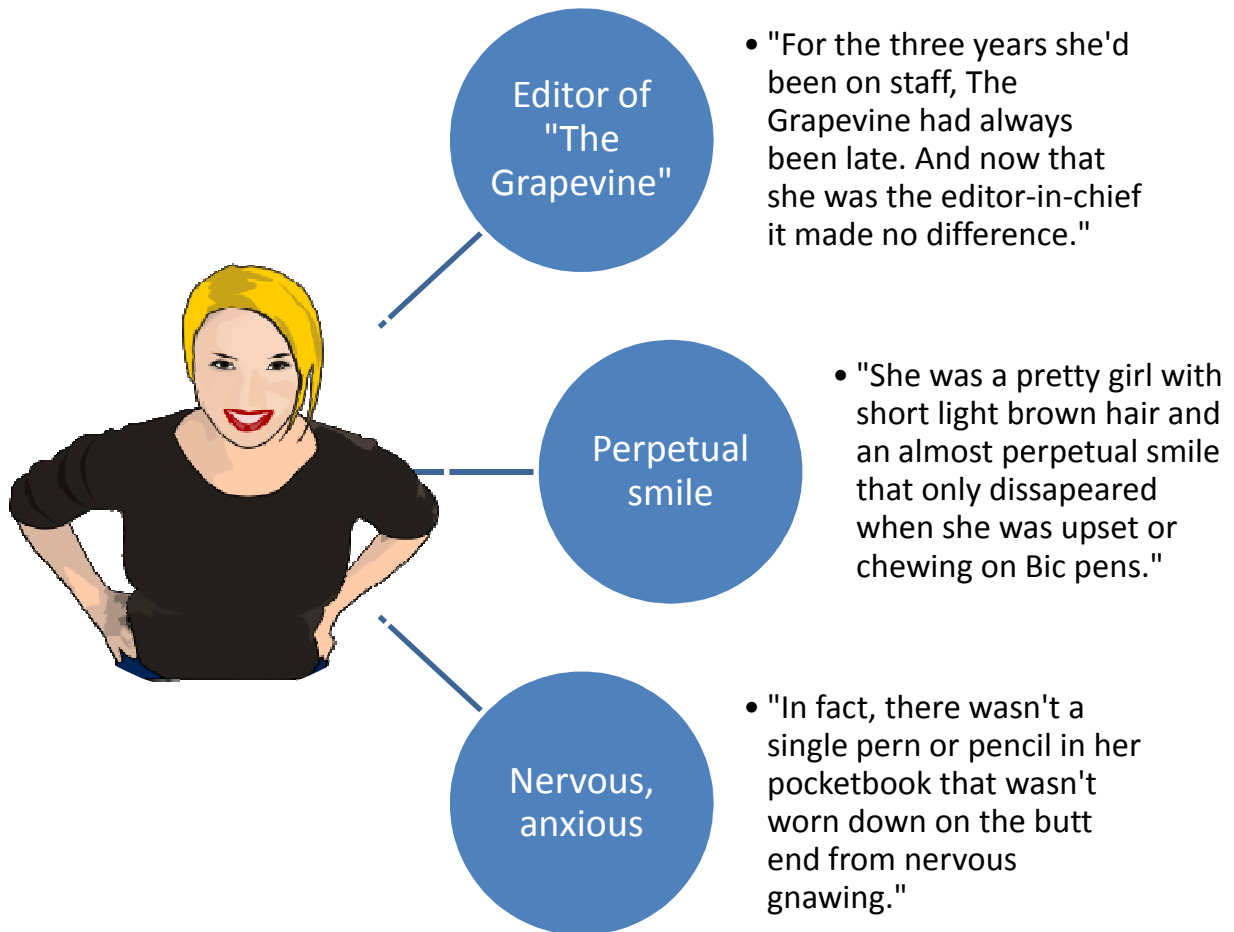 Editor of
"The
Grapevine"
• "For the three years she'd
been on staff, The
Grapevine had always
been late. And now that
she was the editor-in-chief
it made no difference."
Perpetual
smile
• "She was a pretty girl with
short light brown hair and
an almost perpetual smile
that only dissapeared
when she was upset or
chewing on Bic pens."
Nervous,
anxious
• "In fact, there wasn't a
single pern or pencil in her
pocketbook that wasn't
worn down on the butt
end from nervous
gnawing."